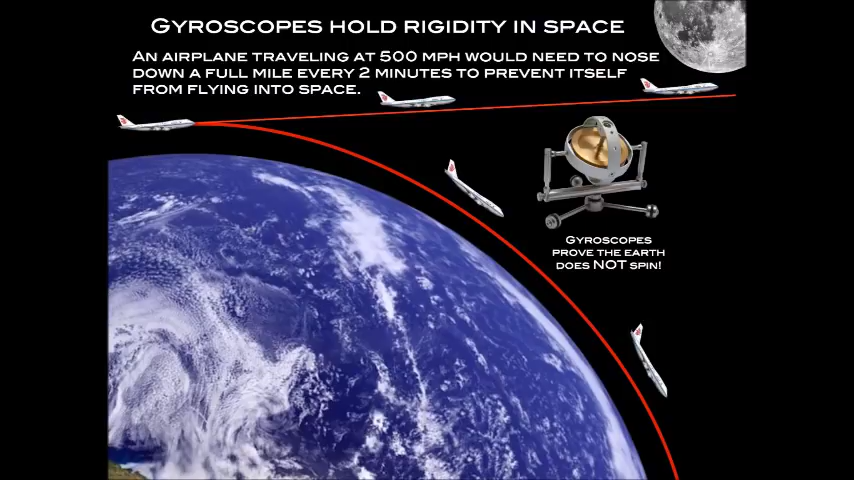 Gyroscopes hold rigidity in space
An airplane traveling at 500 mph would need to nose
down a full mile every 2 minutes to prevent itself
from flying into space.
Gyroscopes
prove the earth
does NOT spin!